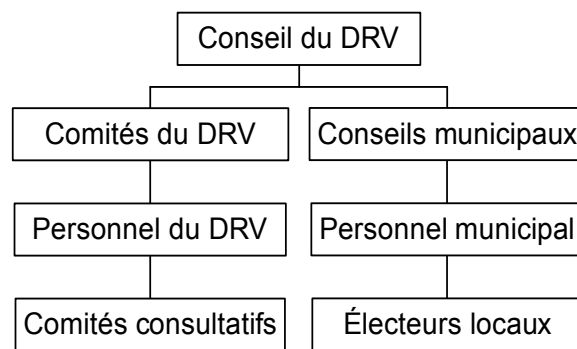 Conseil du DRV
Comités du DRV
Conseils municipaux
Personnel du DRV
Personnel municipal
Comités consultatifs
Électeurs locaux